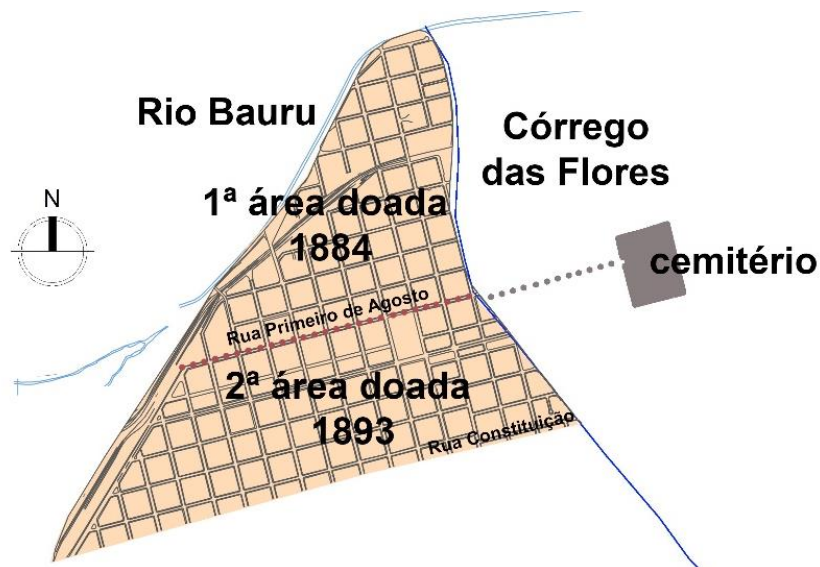 Rio Bauru
Córrego
das Flores
N
1ª área doada
1884
cemitério
Rua Primeiro de Agosto
2ª área doada
1893
Rua Constituição